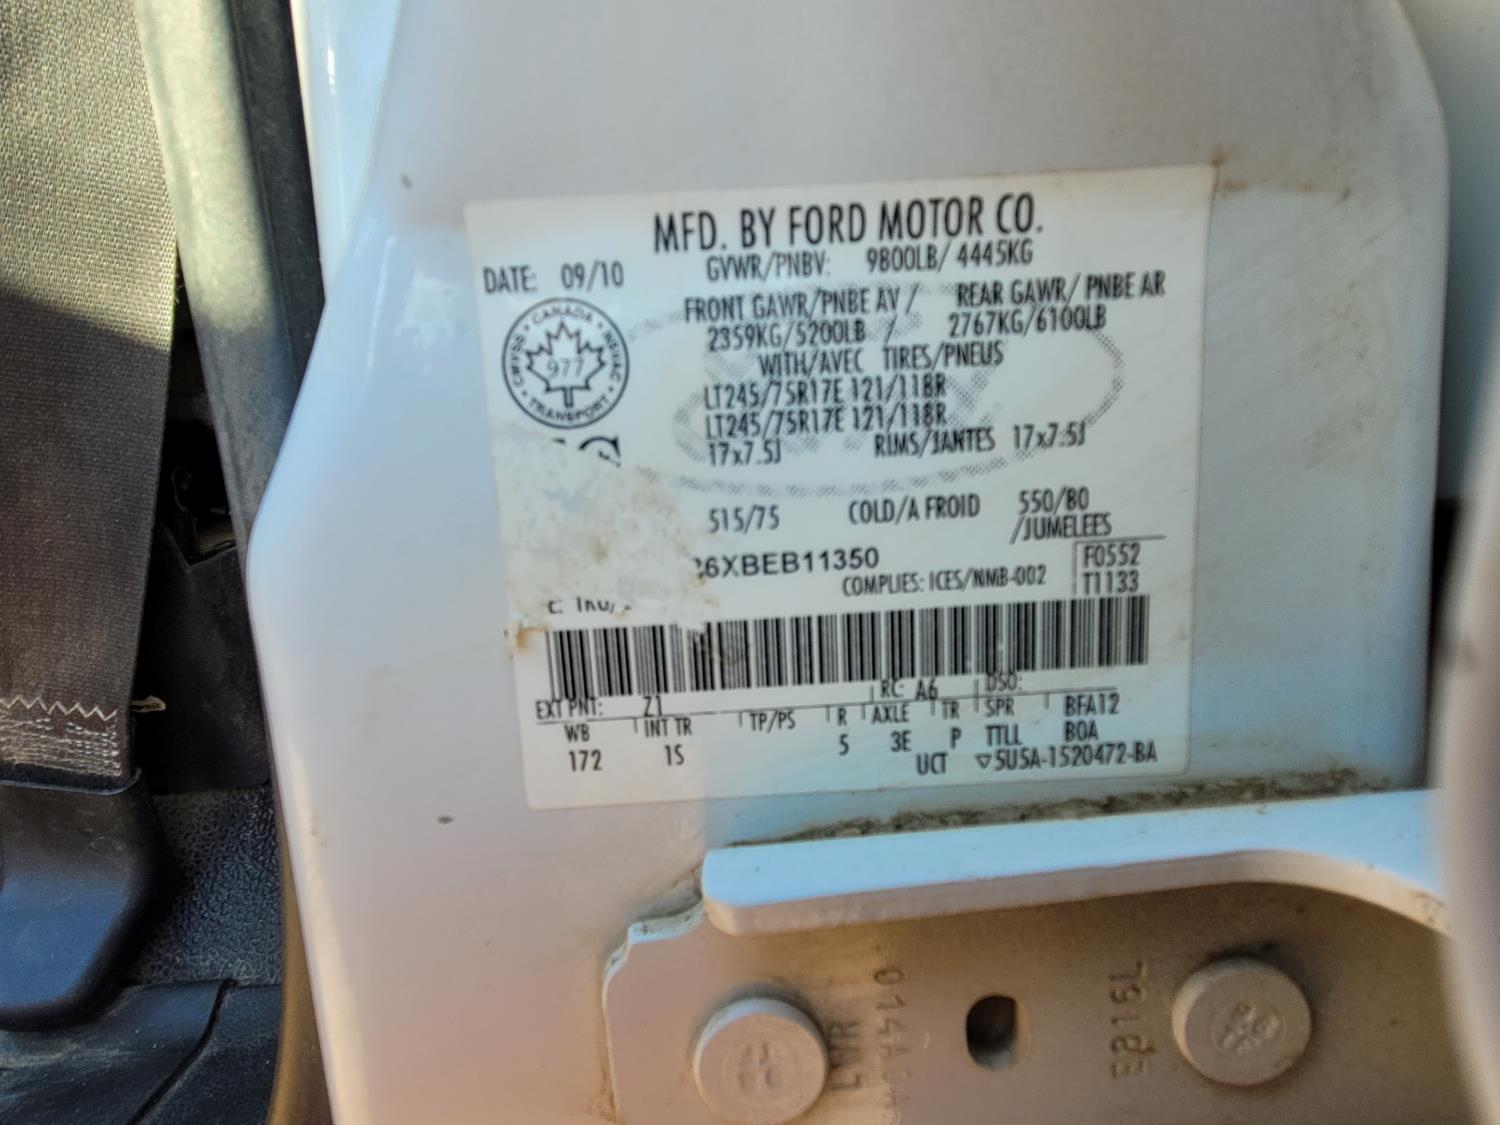 MFD. BY FORD MOTOR CO.
DATE: 09/10
GVWR/PNBV: 9800LB/ 4445KG
FRONT GAWR/PNBE AV /
REAR GAWR/ PNBE AR
2359KG/5200LB /
2767KG/6100LB
WITH/AVEC TIRES/PNEUS
CANADA
977
TRANSPORT
LT245/75R17E 121/118R
LT245/75R17E 121/118R
17x7.5J RIMS/JANTES 17x7.5J
515/75 COLD/A FROID 550/80
/JUMELEES
6XBEB11350
F0552
COMPLIES: ICES/NMB-002
T1133
EXT PNT: Z1 RC: A6 DSO:
WB INT TR TP/PS R AXLE TR SPR BFA12
172 1S 5 3E P TTLL BOA
UCT ▽5U5A-1520472-BA